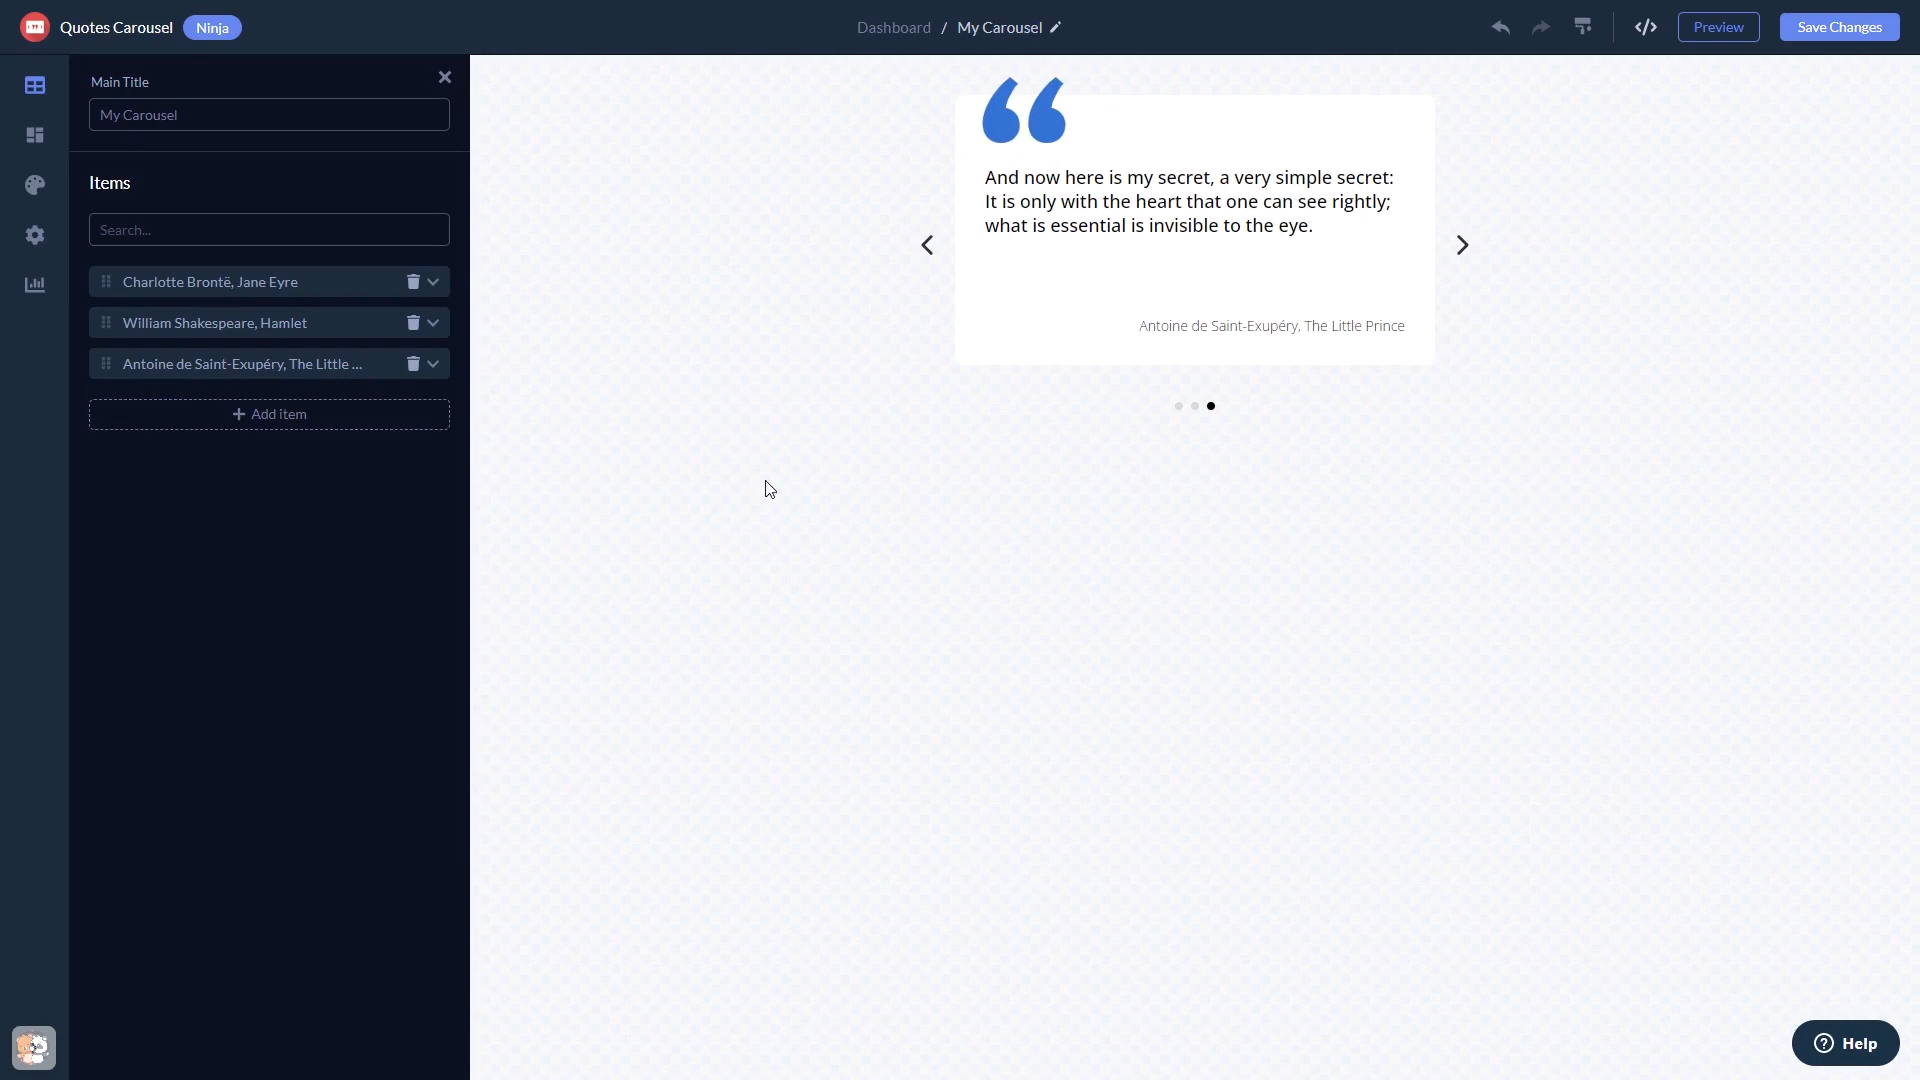 Quotes Carousel
Ninja
Dashboard / My Carousel
Preview
Save Changes
Main Title
My Carousel
Items
Search...
Charlotte Brontë, Jane Eyre
William Shakespeare, Hamlet
Antoine de Saint-Exupéry, The Little ...
Add item
And now here is my secret, a very simple secret:
It is only with the heart that one can see rightly;
what is essential is invisible to the eye.
Antoine de Saint-Exupéry, The Little Prince
Help